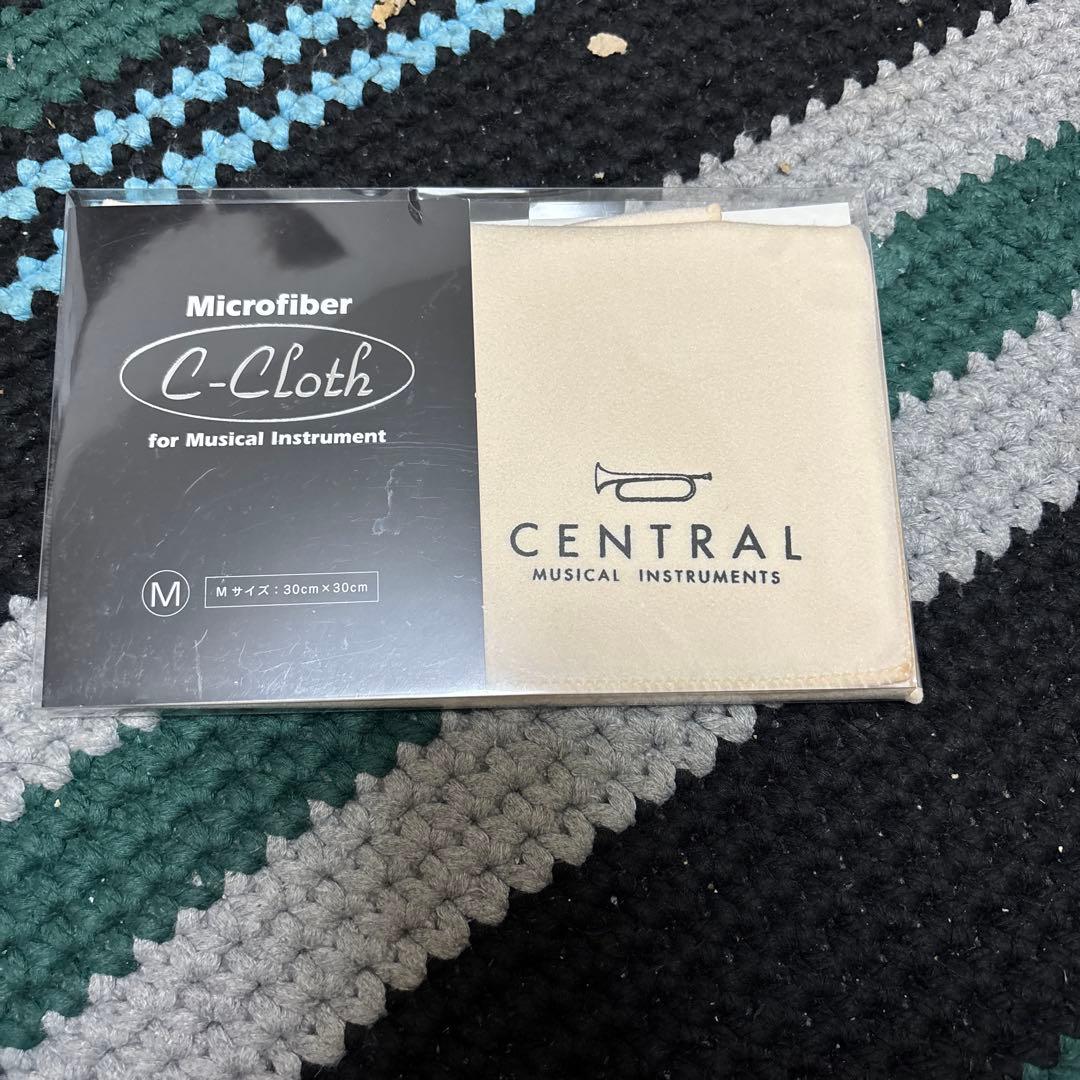 Microfiber
C-Cloth
for Musical Instrument
M
Mサイズ：30cm×30cm
CENTRAL
MUSICAL INSTRUMENTS